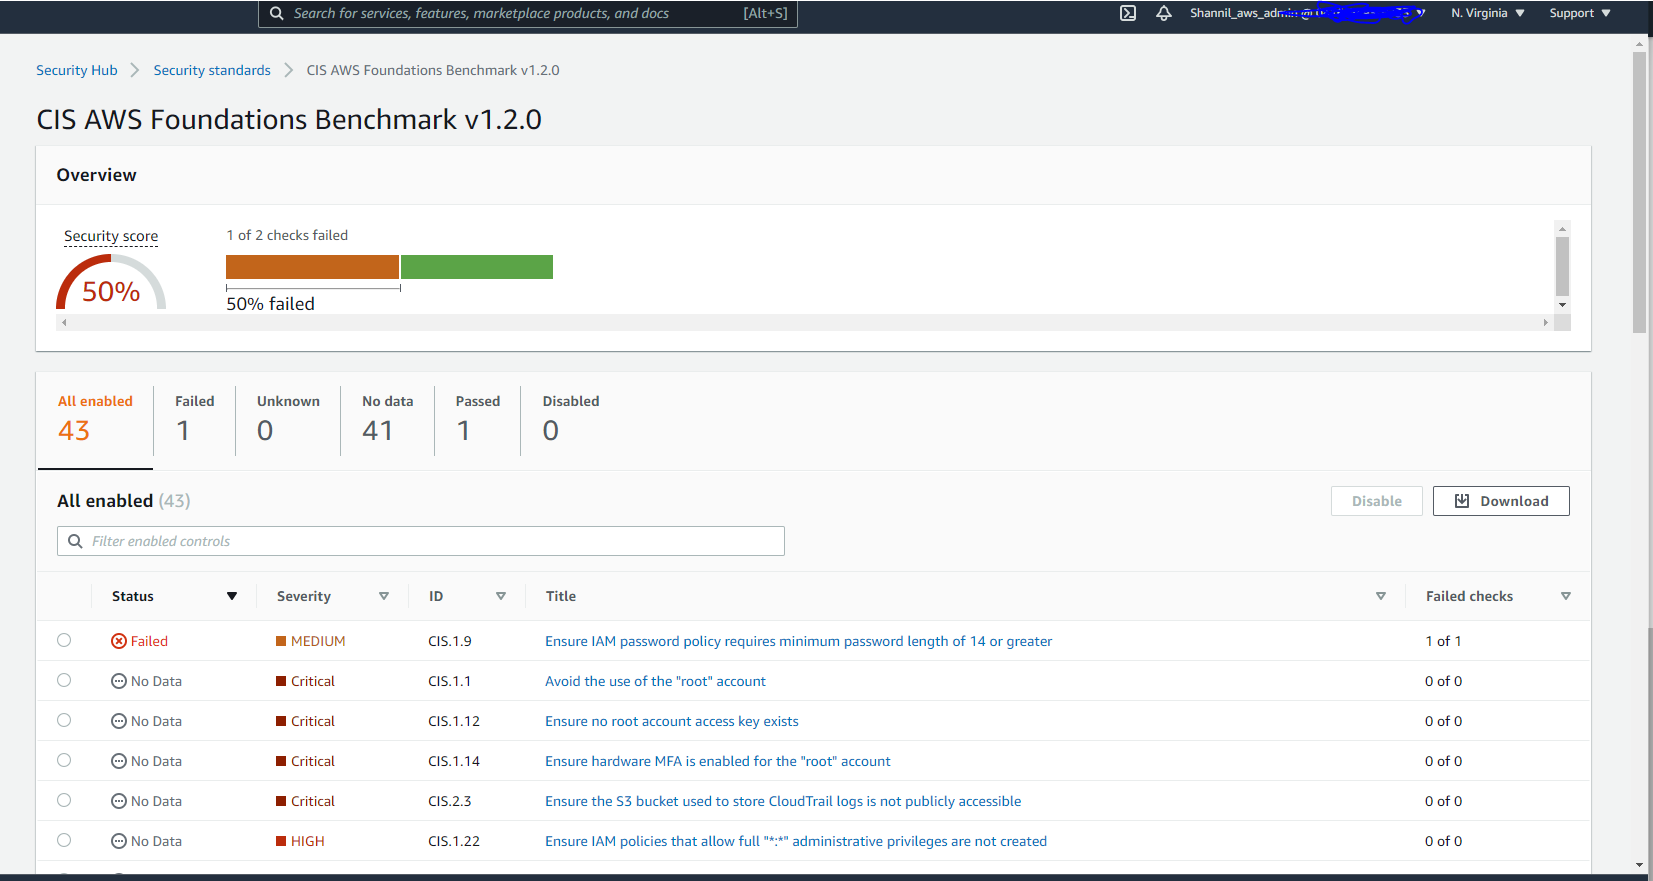 Search for services, features, marketplace products, and docs [Alt+S] N. Virginia Support
Security Hub Security standards CIS AWS Foundations Benchmark v1.2.0
CIS AWS Foundations Benchmark v1.2.0
Overview
Security score 1 of 2 checks failed
50%
50% failed
All enabled Failed Unknown No data Passed Disabled
43 1 0 41 1 0
All enabled (43) Disable Download
Filter enabled controls
Status Severity ID Title Failed checks
Failed MEDIUM CIS.1.9 Ensure IAM password policy requires minimum password length of 14 or greater 1 of 1
No Data Critical CIS.1.1 Avoid the use of the "root" account 0 of 0
No Data Critical CIS.1.12 Ensure no root account access key exists 0 of 0
No Data Critical CIS.1.14 Ensure hardware MFA is enabled for the "root" account 0 of 0
No Data Critical CIS.2.3 Ensure the S3 bucket used to store CloudTrail logs is not publicly accessible 0 of 0
No Data HIGH CIS.1.22 Ensure IAM policies that allow full "*:*" administrative privileges are not created 0 of 0